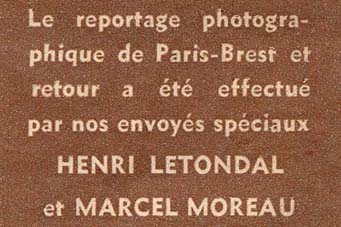 Le reportage photogra-
phique de Paris-Brest et
retour a été effectué
par nos envoyés spéciaux
HENRI LETONDAL
et MARCEL MOREAU